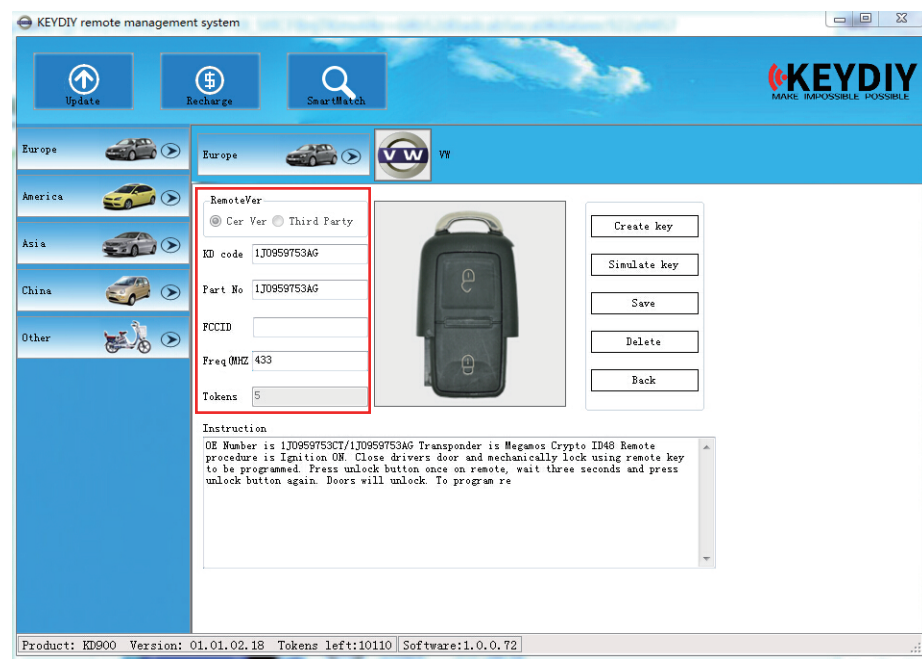 KEYDIY remote management system
Update
Recharge
SmartMatch
KEYDIY
MAKE IMPOSSIBLE POSSIBLE
Europe
America
Asia
China
Other
Europe
VW
VW
RemoteVer
Cer Ver
Third Party
KD code 1J0959753AG
Part No 1J0959753AG
FCCID
Freq(MHZ 433
Tokens 5
Create key
Simulate key
Save
Delete
Back
Instruction
OE Number is 1J0959753CT/1J0959753AG Transponder is Megamos Crypto ID48 Remote
procedure is Ignition ON. Close drivers door and mechanically lock using remote key
to be programmed. Press unlock button once on remote, wait three seconds and press
unlock button again. Doors will unlock. To program re
Product: KD900 Version: 01.01.02.18 Tokens left:10110 Software:1.0.0.72